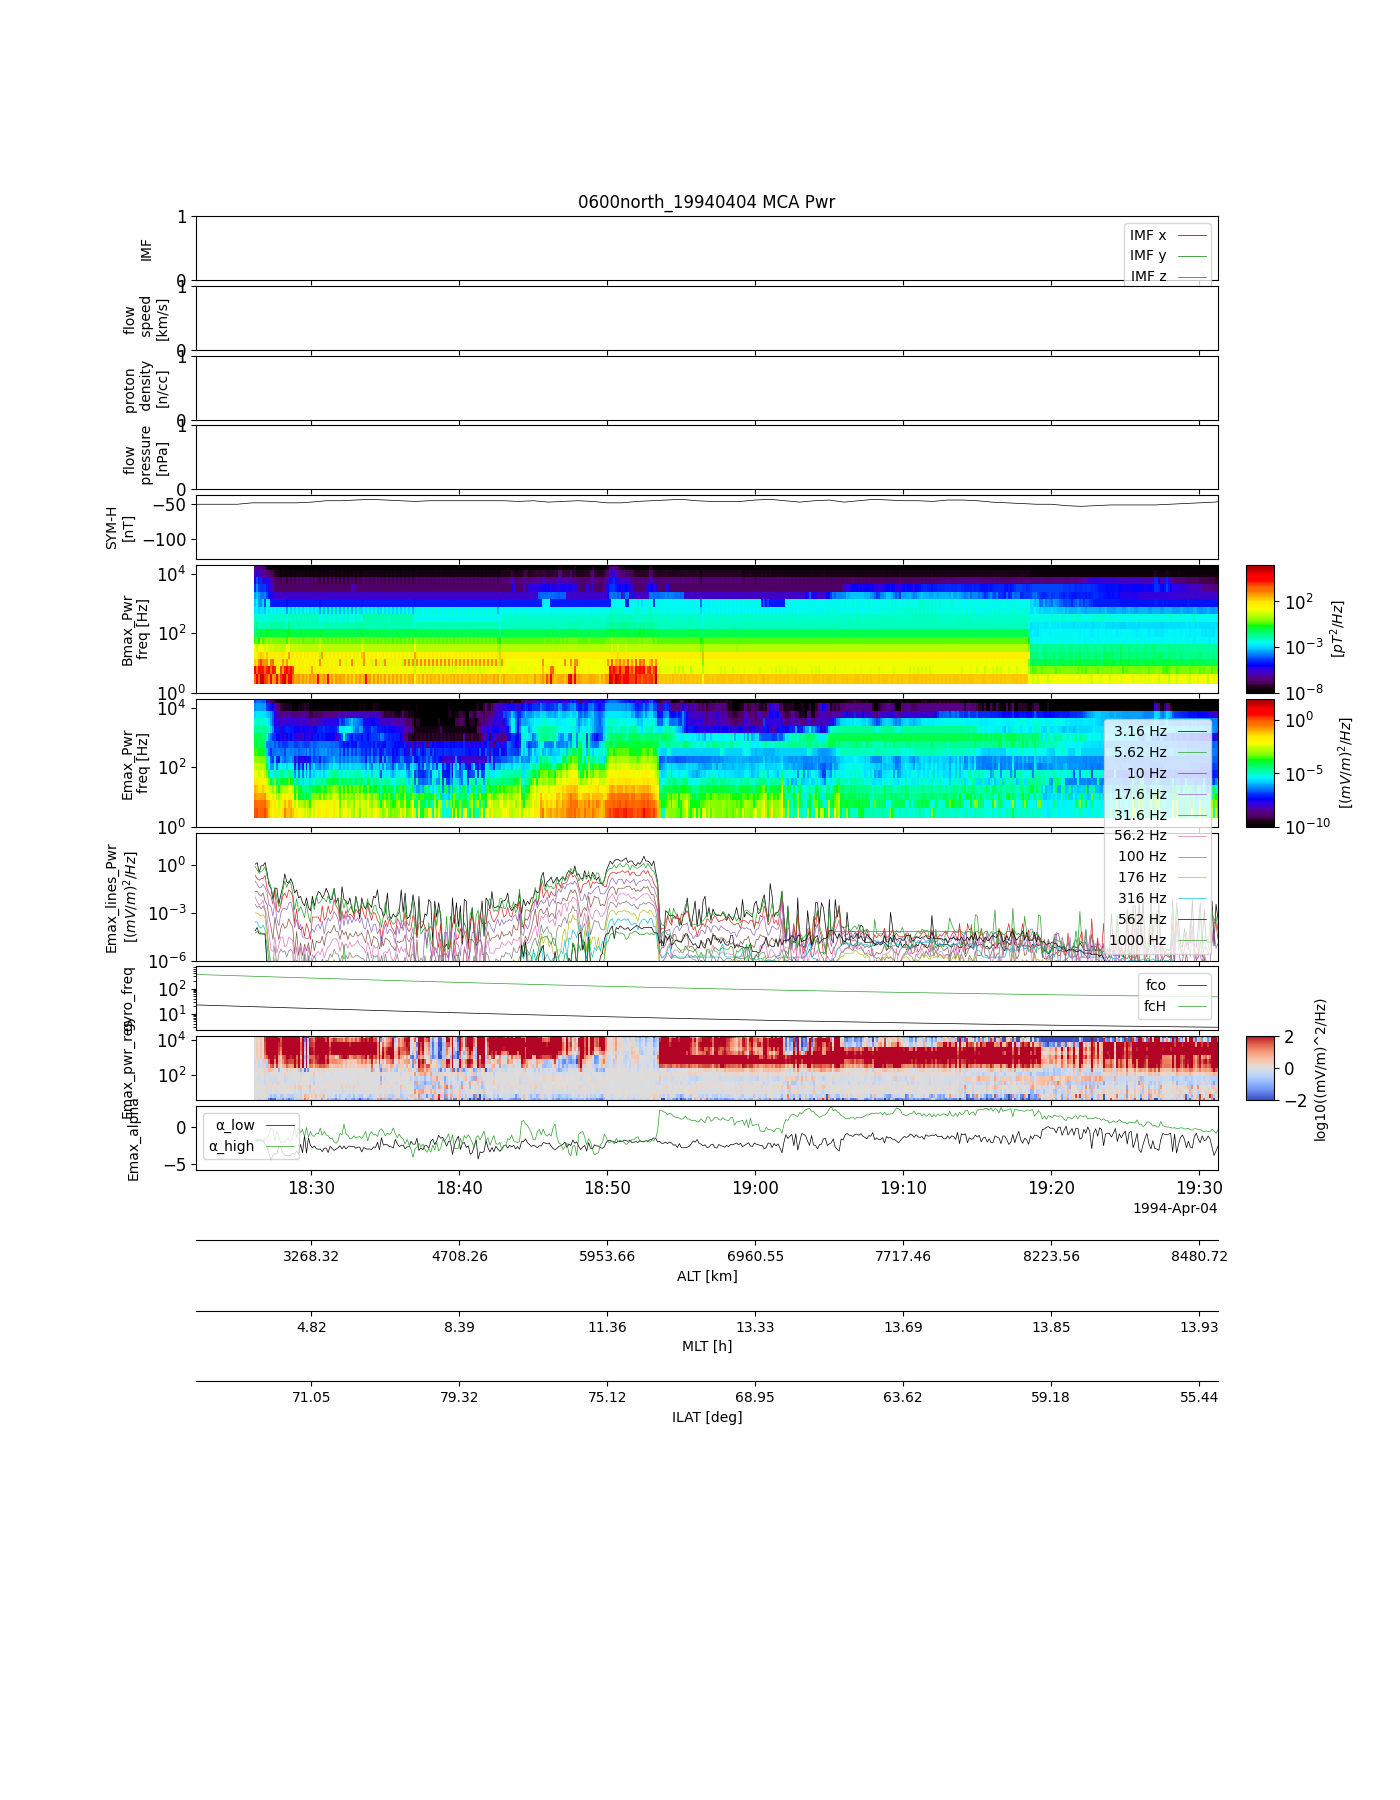 0600north_19940404 MCA Pwr
1
0
IMF
IMF x
IMF y
IMF z
1
0
flow
speed
[km/s]
1
0
proton
density
[n/cc]
1
0
flow
pressure
[nPa]
−50
−100
SYM-H
[nT]
10^4
10^2
10^0
Bmax_Pwr
freq [Hz]
10^2
10^−3
10^−8
[pT^2/Hz]
10^4
10^2
10^0
Emax_Pwr
freq [Hz]
10^0
10^−5
10^−10
[(mV/m)^2/Hz]
3.16 Hz
5.62 Hz
10 Hz
17.6 Hz
31.6 Hz
56.2 Hz
100 Hz
176 Hz
316 Hz
562 Hz
1000 Hz
10^0
10^−3
10^−6
Emax_lines_Pwr
[(mV/m)^2/Hz]
10^2
10^1
gyro_freq
fco
fcH
10^4
10^2
Emax_pwr_reg
2
0
−2
log10((mV/m)^2/Hz)
0
−5
Emax_alpha
α_low
α_high
18:30 18:40 18:50 19:00 19:10 19:20 19:30
1994-Apr-04
3268.32 4708.26 5953.66 6960.55 7717.46 8223.56 8480.72
ALT [km]
4.82 8.39 11.36 13.33 13.69 13.85 13.93
MLT [h]
71.05 79.32 75.12 68.95 63.62 59.18 55.44
ILAT [deg]